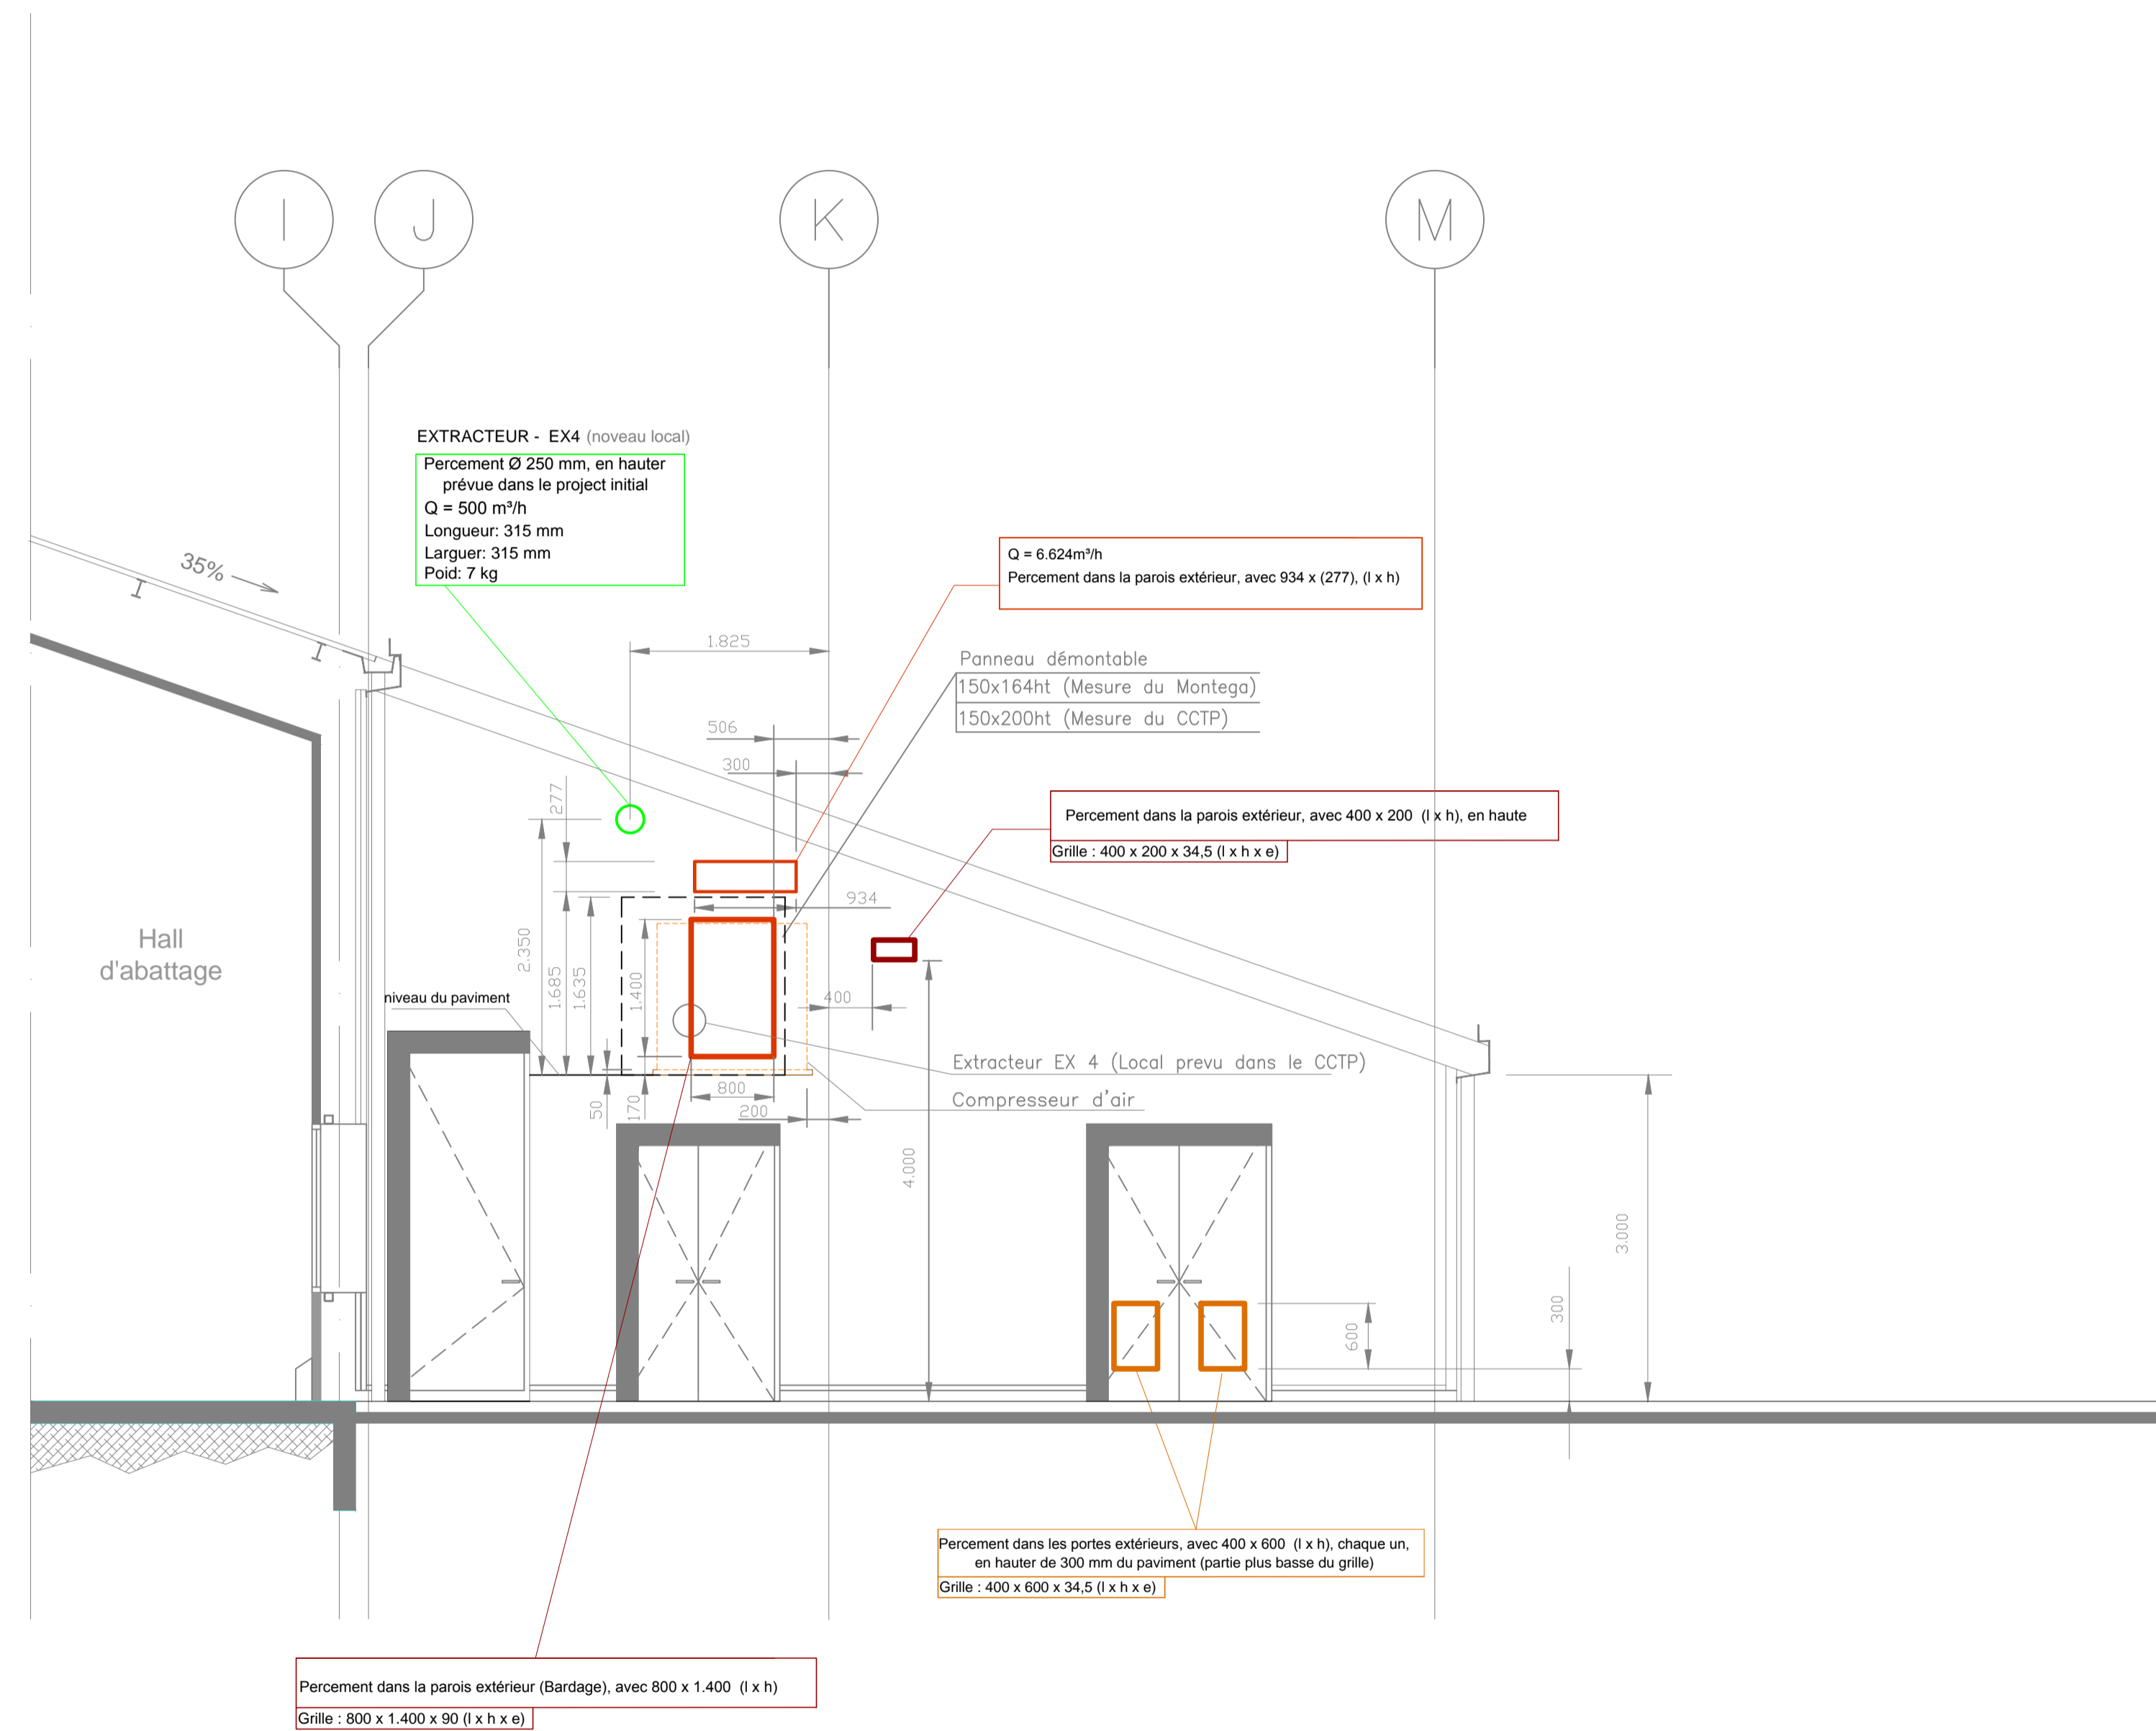 I
J
K
M
EXTRACTEUR - EX4 (noveau local)
Percement Ø 250 mm, en hauter
prévue dans le project initial
Q = 500 m³/h
Longueur: 315 mm
Larguer: 315 mm
Poid: 7 kg
35%
Q = 6.624m³/h
Percement dans la parois extérieur, avec 934 x (277), (l x h)
1.825
Panneau démontable
150x164ht (Mesure du Montega)
150x200ht (Mesure du CCTP)
506
300
277
Percement dans la parois extérieur, avec 400 x 200 (l x h), en haute
Grille : 400 x 200 x 34,5 (l x h x e)
934
Hall
d'abattage
2.350
1.685
1.635
1.400
niveau du paviment
400
Extracteur EX 4 (Local prevu dans le CCTP)
Compresseur d'air
50
170
800
200
4.000
3.000
600
300
Percement dans les portes extérieurs, avec 400 x 600 (l x h), chaque un,
en hauter de 300 mm du paviment (partie plus basse du grille)
Grille : 400 x 600 x 34,5 (l x h x e)
Percement dans la parois extérieur (Bardage), avec 800 x 1.400 (l x h)
Grille : 800 x 1.400 x 90 (l x h x e)